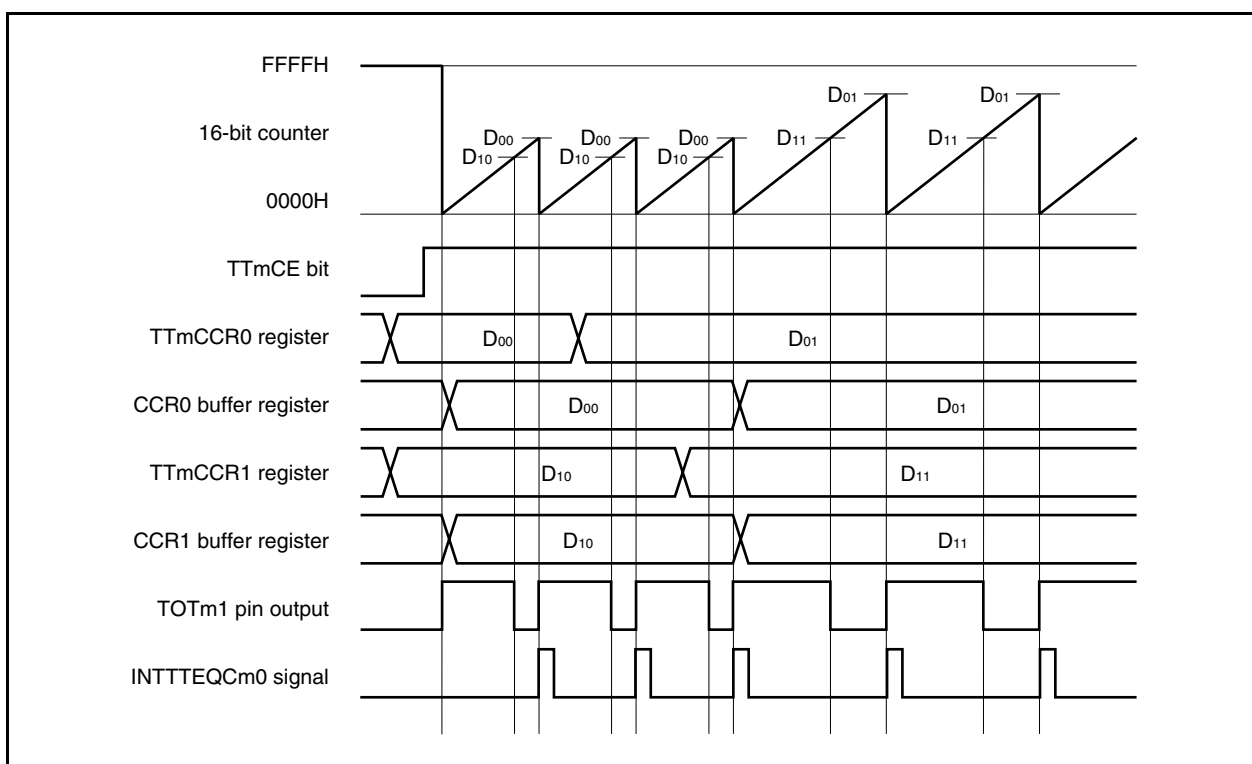 FFFFH
D01 D01
16-bit counter D00 D00 D00 D11 D11
D10 D10 D10
0000H
TTmCE bit
TTmCCR0 register D00 D01
CCR0 buffer register D00 D01
TTmCCR1 register D10 D11
CCR1 buffer register D10 D11
TOTm1 pin output
INTTTEQCm0 signal